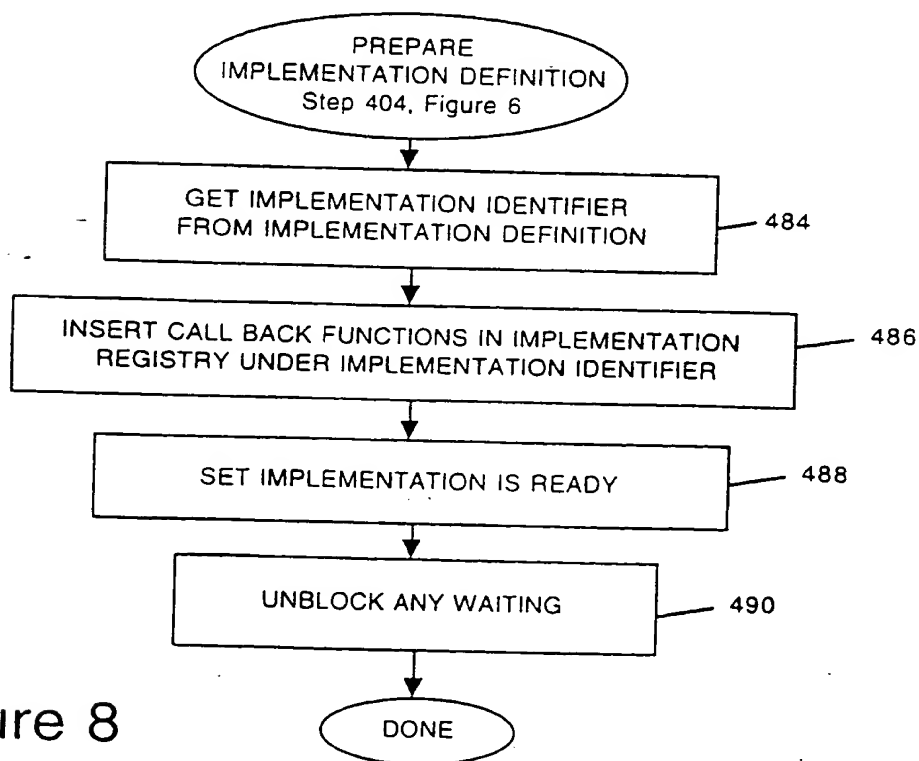 PREPARE
IMPLEMENTATION DEFINITION
Step 404, Figure 6
GET IMPLEMENTATION IDENTIFIER
FROM IMPLEMENTATION DEFINITION
484
INSERT CALL BACK FUNCTIONS IN IMPLEMENTATION
REGISTRY UNDER IMPLEMENTATION IDENTIFIER
486
SET IMPLEMENTATION IS READY
488
UNBLOCK ANY WAITING
490
DONE
ure 8